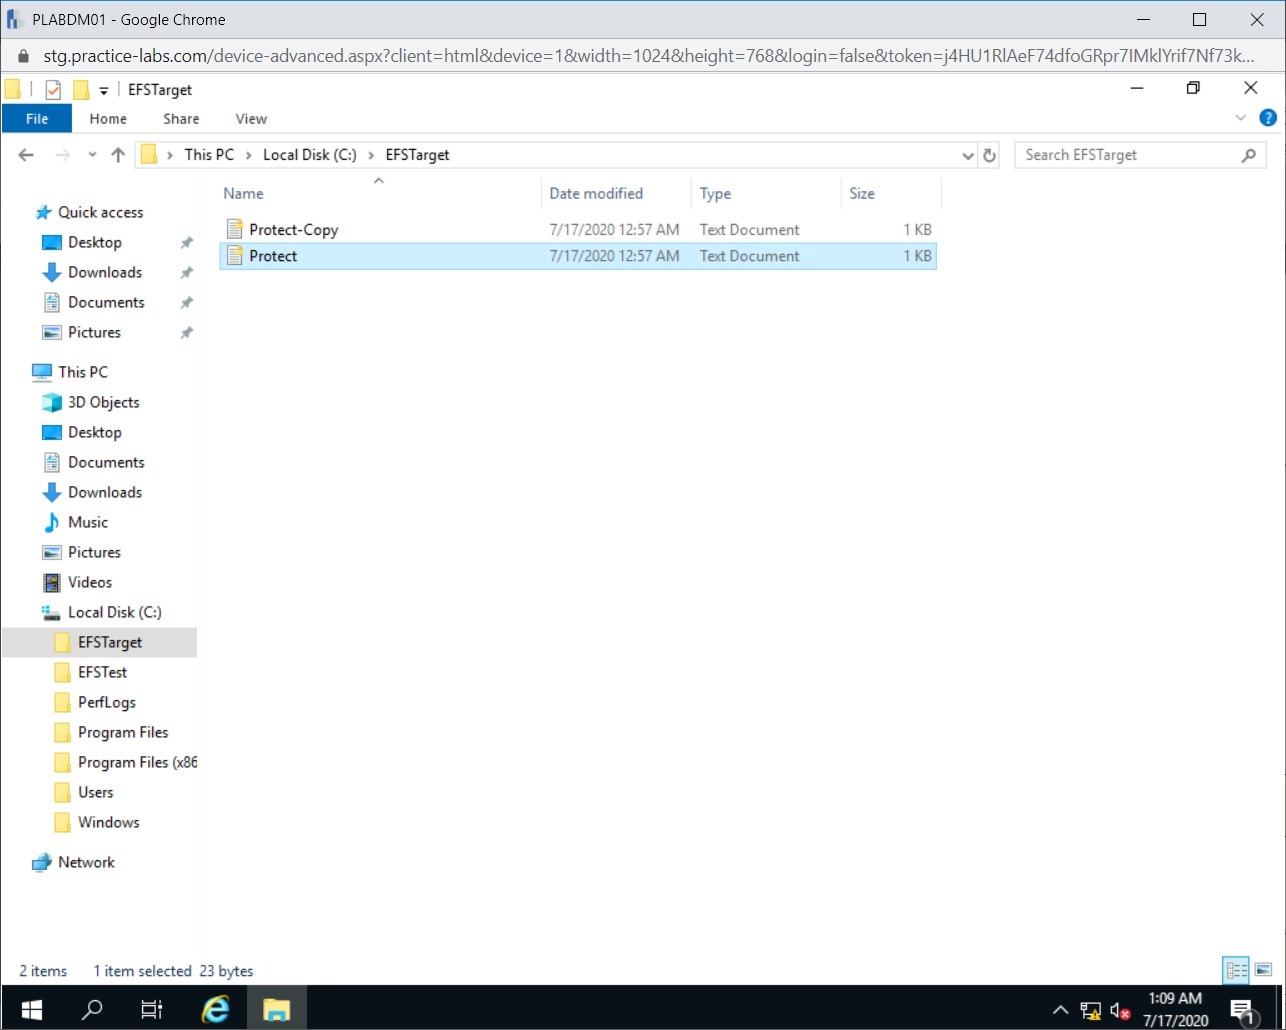 PLABDM01 - Google Chrome
stg.practice-labs.com/device-advanced.aspx?client=html&device=1&width=1024&height=768&login=false&token=j4HU1RlAeF74dfoGRpr7IMklYrif7Nf73k...
EFSTarget
File Home Share View
This PC Local Disk (C:) EFSTarget
Search EFSTarget
Name Date modified Type Size
Protect-Copy 7/17/2020 12:57 AM Text Document 1 KB
Protect 7/17/2020 12:57 AM Text Document 1 KB
Quick access
Desktop
Downloads
Documents
Pictures
This PC
3D Objects
Desktop
Documents
Downloads
Music
Pictures
Videos
Local Disk (C:)
EFSTarget
EFSTest
PerfLogs
Program Files
Program Files (x86
Users
Windows
Network
2 items 1 item selected 23 bytes
1:09 AM
7/17/2020
1